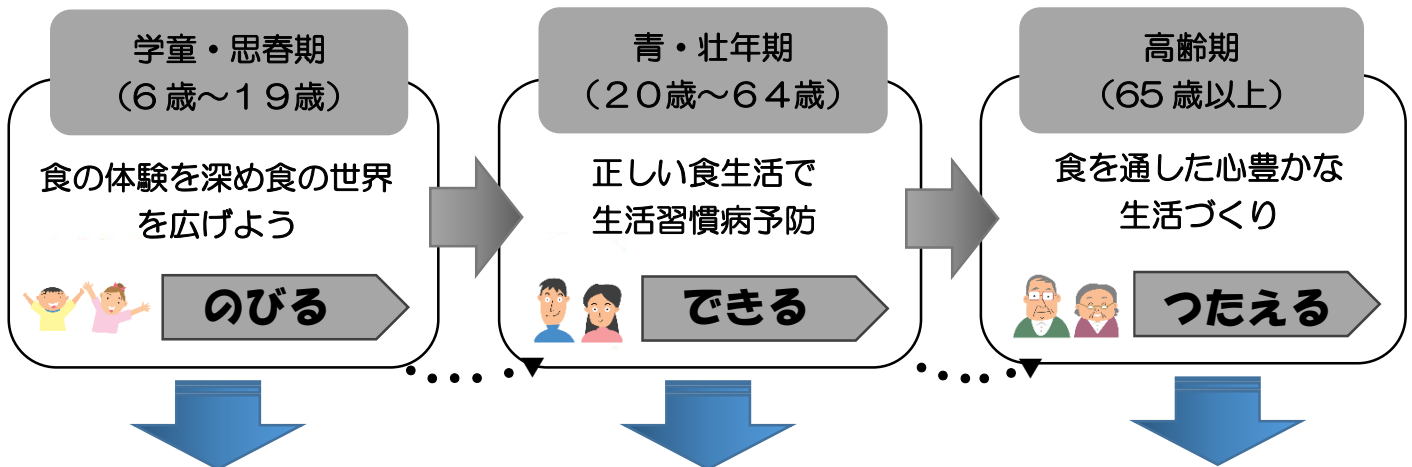 学童・思春期
（６歳～１９歳）
食の体験を深め食の世界
を広げよう
のびる
青・壮年期
（２０歳～６４歳）
正しい食生活で
生活習慣病予防
できる
高齢期
（65 歳以上）
食を通した心豊かな
生活づくり
つたえる